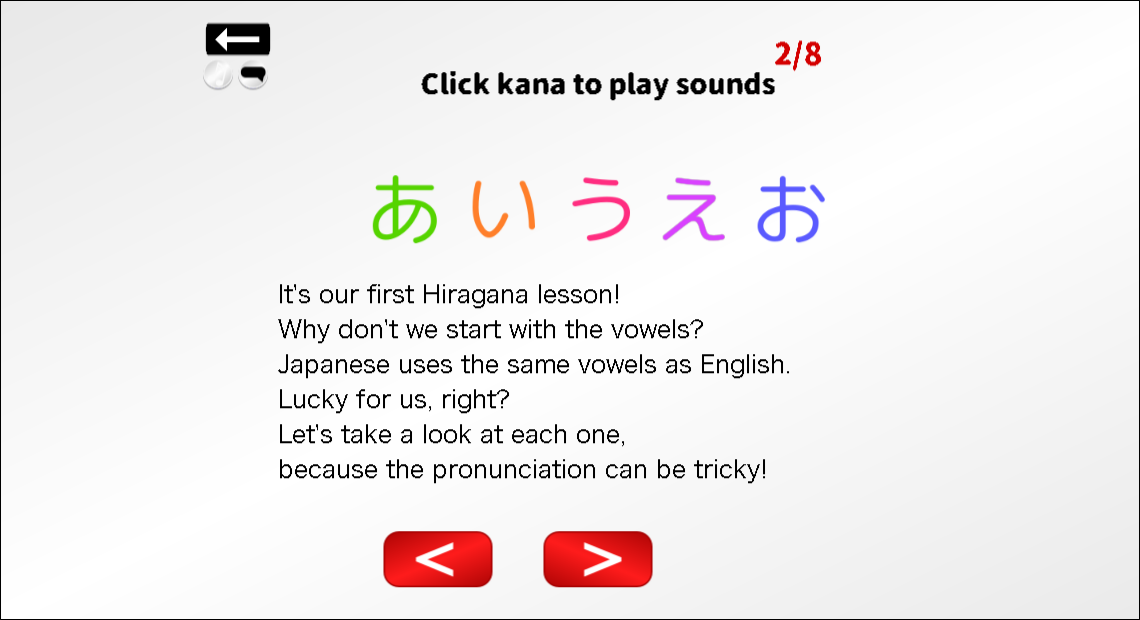 2/8
Click kana to play sounds
あ い う え お
It's our first Hiragana lesson!
Why don't we start with the vowels?
Japanese uses the same vowels as English.
Lucky for us, right?
Let's take a look at each one,
because the pronunciation can be tricky!
< >